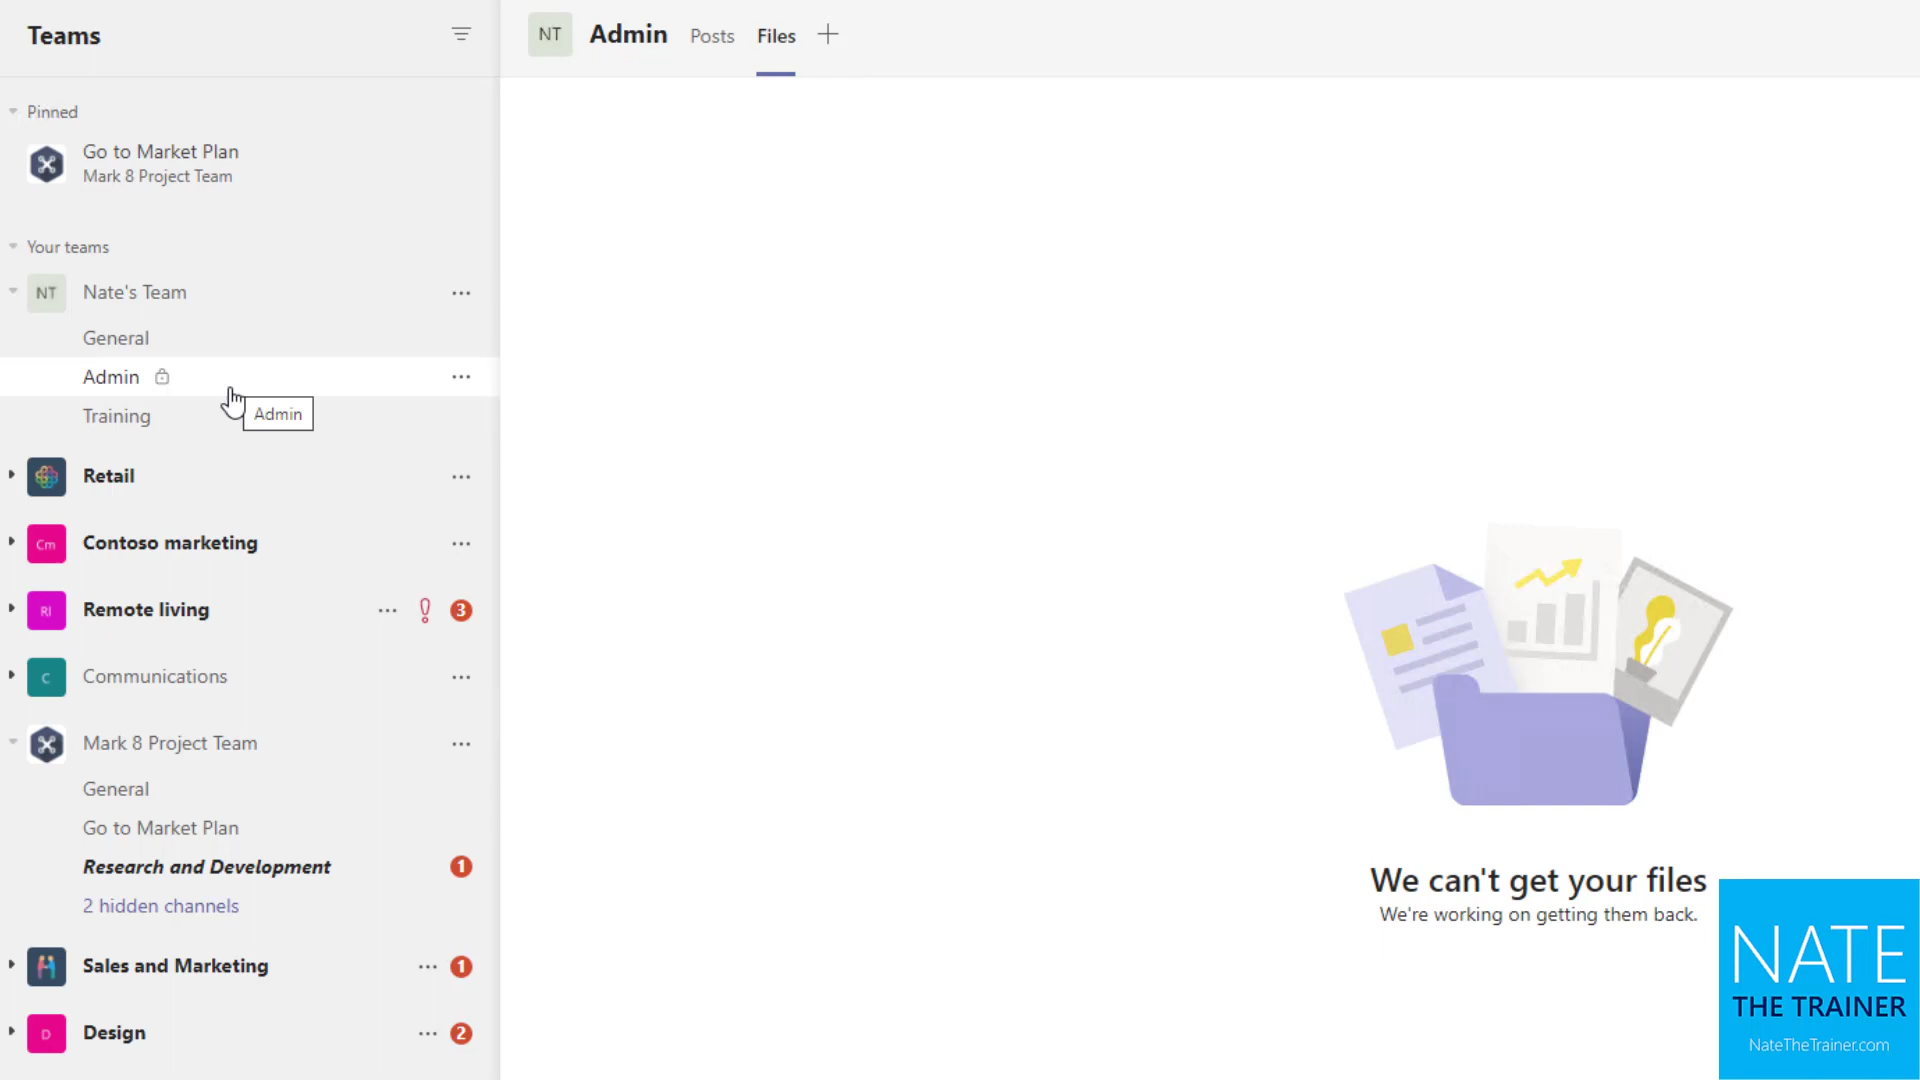 Teams
Pinned
Go to Market Plan
Mark 8 Project Team
Your teams
NT
Nate's Team
General
Admin
Admin
Training
Retail
Cm
Contoso marketing
Rl
Remote living
3
C
Communications
Mark 8 Project Team
General
Go to Market Plan
Research and Development
1
2 hidden channels
Sales and Marketing
1
D
Design
2
NT
Admin
Posts
Files
We can't get your files
We're working on getting them back.
NATE
THE TRAINER
NateTheTrainer.com